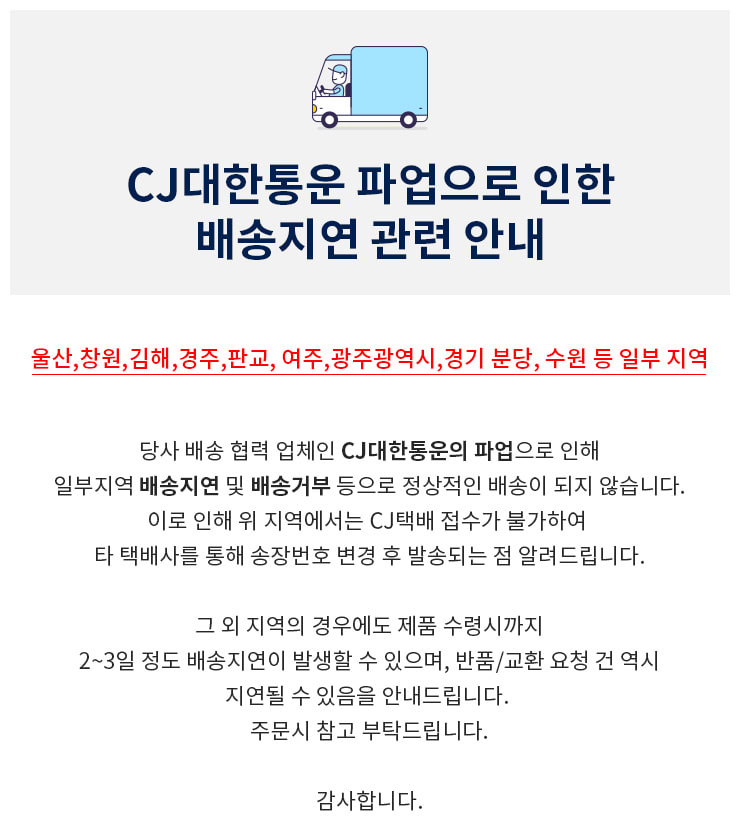 CJ대한통운 파업으로 인한
배송지연 관련 안내
울산,창원,김해,경주,판교, 여주,광주광역시,경기 분당, 수원 등 일부 지역
당사 배송 협력 업체인 CJ대한통운의 파업으로 인해
일부지역 배송지연 및 배송거부 등으로 정상적인 배송이 되지 않습니다.
이로 인해 위 지역에서는 CJ택배 접수가 불가하여
타 택배사를 통해 송장번호 변경 후 발송되는 점 알려드립니다.
그 외 지역의 경우에도 제품 수령시까지
2~3일 정도 배송지연이 발생할 수 있으며, 반품/교환 요청 건 역시
지연될 수 있음을 안내드립니다.
주문시 참고 부탁드립니다.
감사합니다.